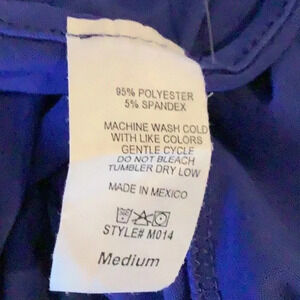 95% POLYESTER
5% SPANDEX
MACHINE WASH COLD
WITH LIKE COLORS
GENTLE CYCLE
DO NOT BLEACH
TUMBLER DRY LOW
MADE IN MEXICO
STYLE# M014
Medium